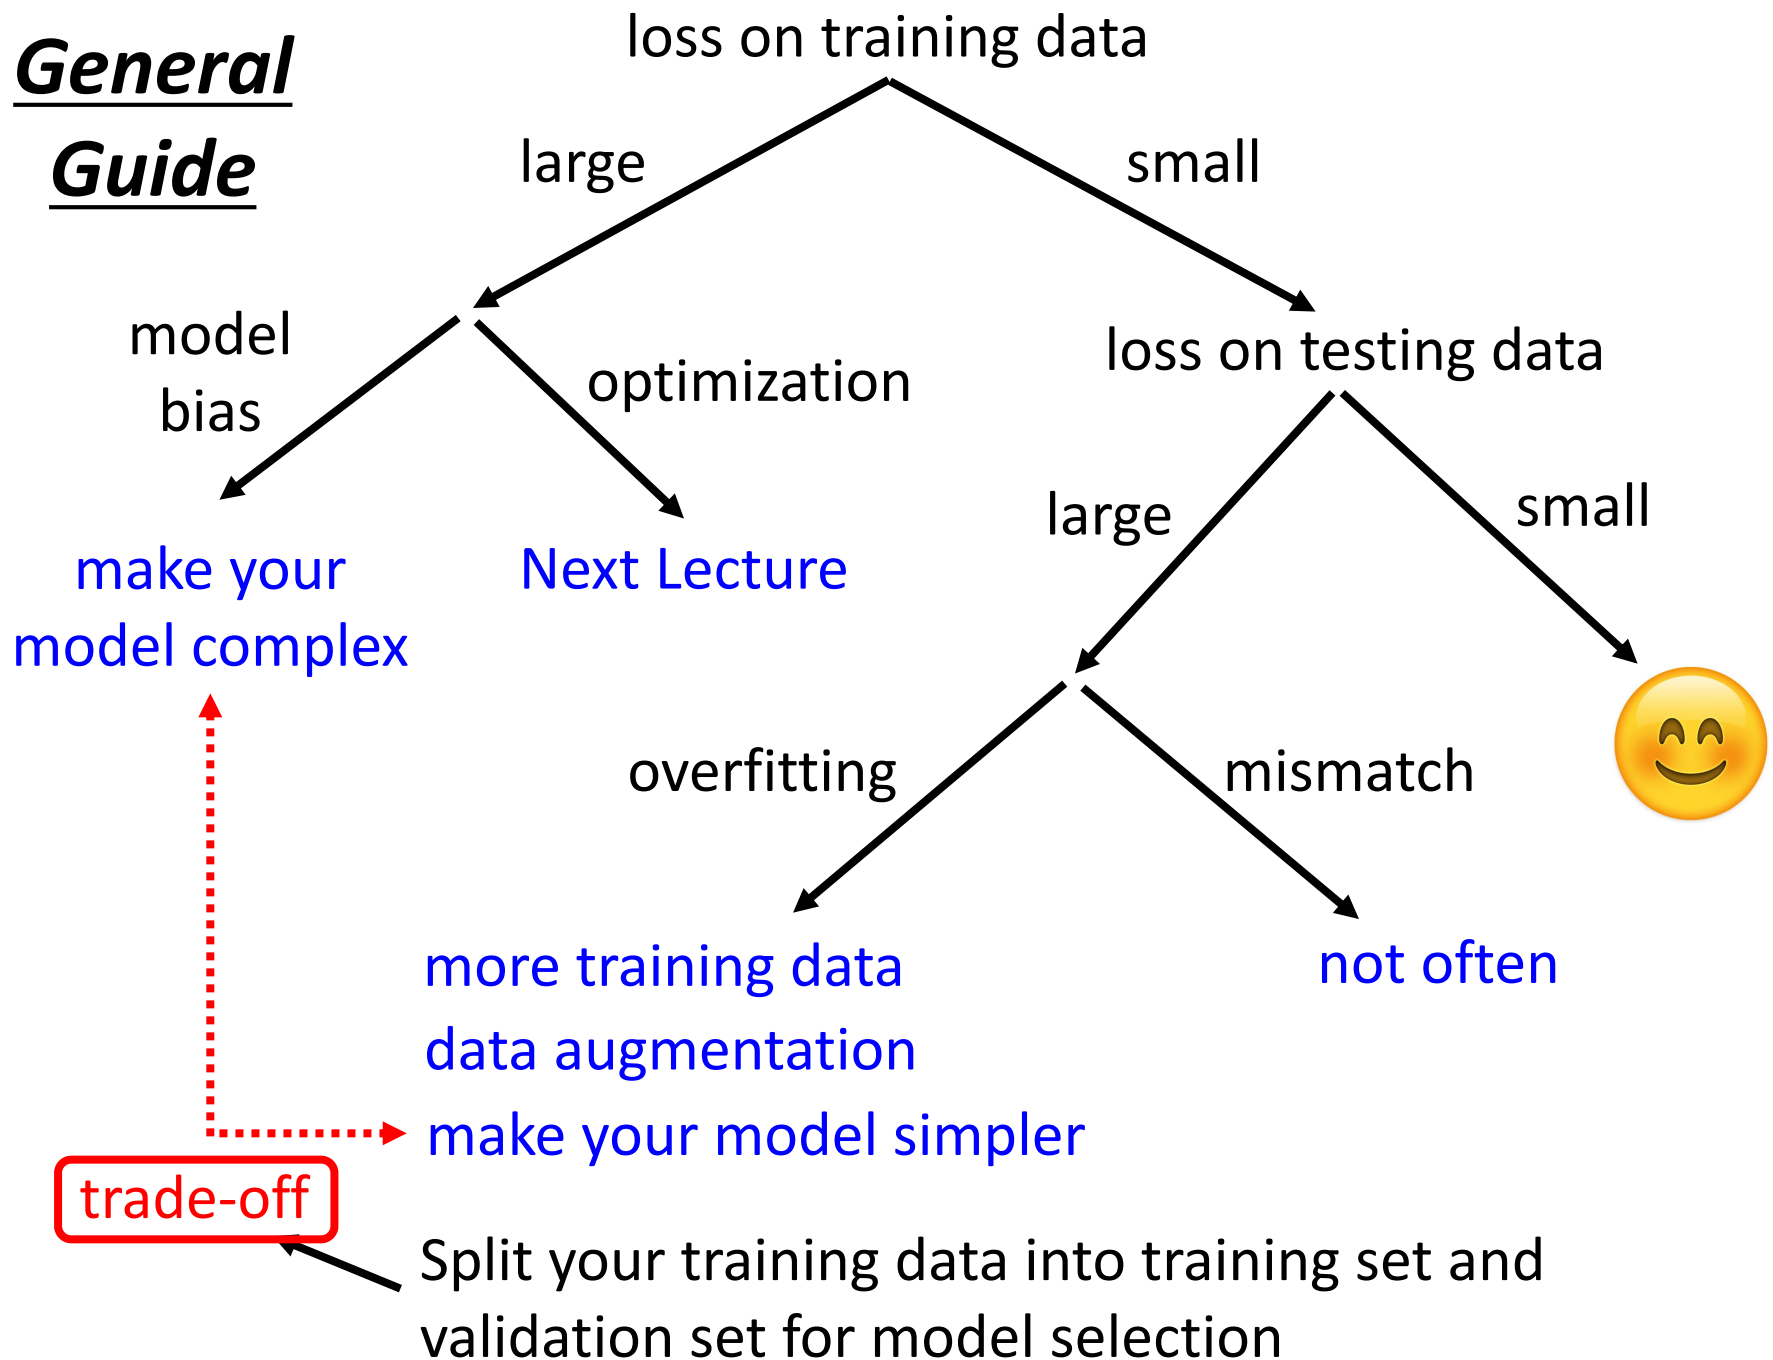 General
Guide
loss on training data
large
small
model
bias
optimization
loss on testing data
make your
model complex
Next Lecture
large
small
overfitting
mismatch
more training data
data augmentation
make your model simpler
not often
trade-off
Split your training data into training set and
validation set for model selection